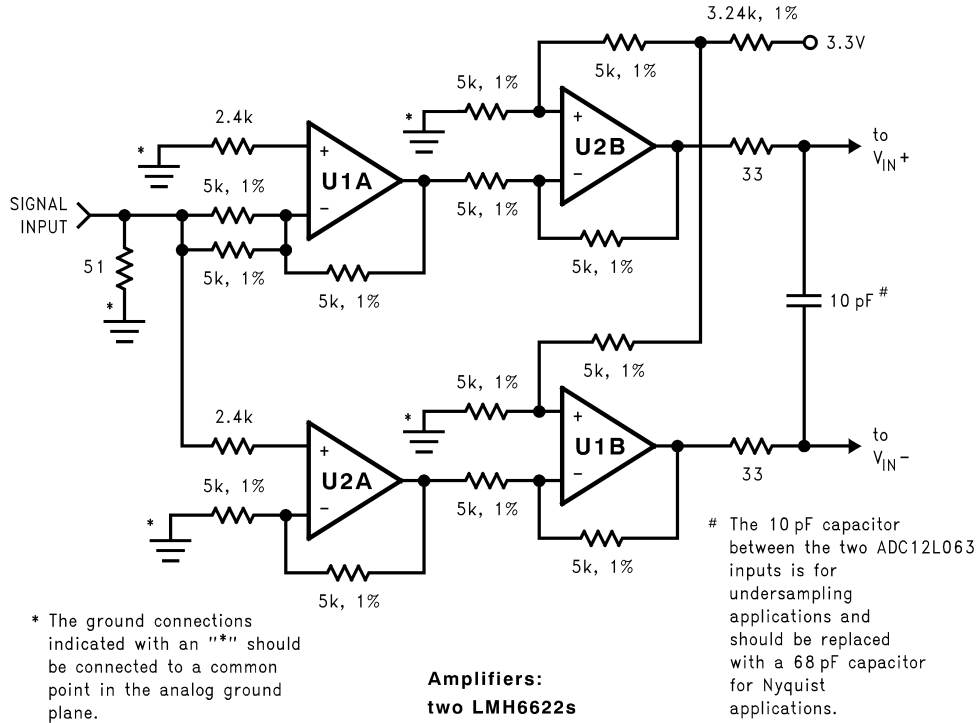 3.24k, 1%
3.3V
5k, 1%
5k, 1%
*
2.4k
+
U2B
−
to
V_IN+
33
*
+
U1A
−
5k, 1%
5k, 1%
SIGNAL
INPUT
5k, 1%
5k, 1%
51
5k, 1%
*
10 pF #
5k, 1%
5k, 1%
*
2.4k
+
U1B
−
to
V_IN−
33
+
U2A
−
5k, 1%
5k, 1%
*
5k, 1%
5k, 1%
# The 10 pF capacitor
between the two ADC12L063
inputs is for
undersampling
applications and
should be replaced
with a 68 pF capacitor
for Nyquist
applications.
* The ground connections
indicated with an "*" should
be connected to a common
point in the analog ground
plane.
Amplifiers:
two LMH6622s